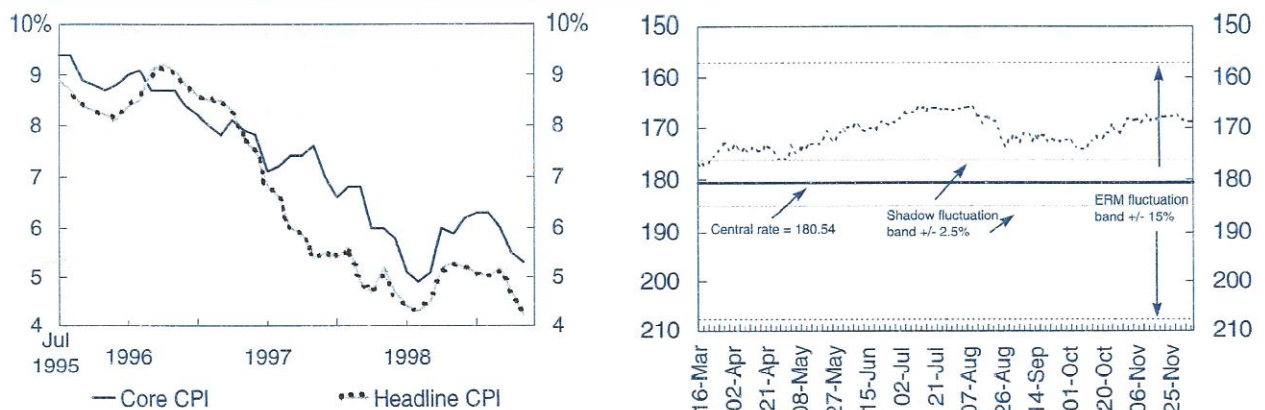 10%
9
8
7
6
5
4
10%
9
8
7
6
5
4
Jul
1995
1996
1997
1998
Core CPI
Headline CPI
150
160
170
180
190
200
210
150
160
170
180
190
200
210
Central rate = 180.54
Shadow fluctuation
band +/- 2.5%
ERM fluctuation
band +/- 15%
16-Mar
02-Apr
21-Apr
08-May
27-May
15-Jun
02-Jul
21-Jul
07-Aug
26-Aug
14-Sep
01-Oct
20-Oct
06-Nov
25-Nov